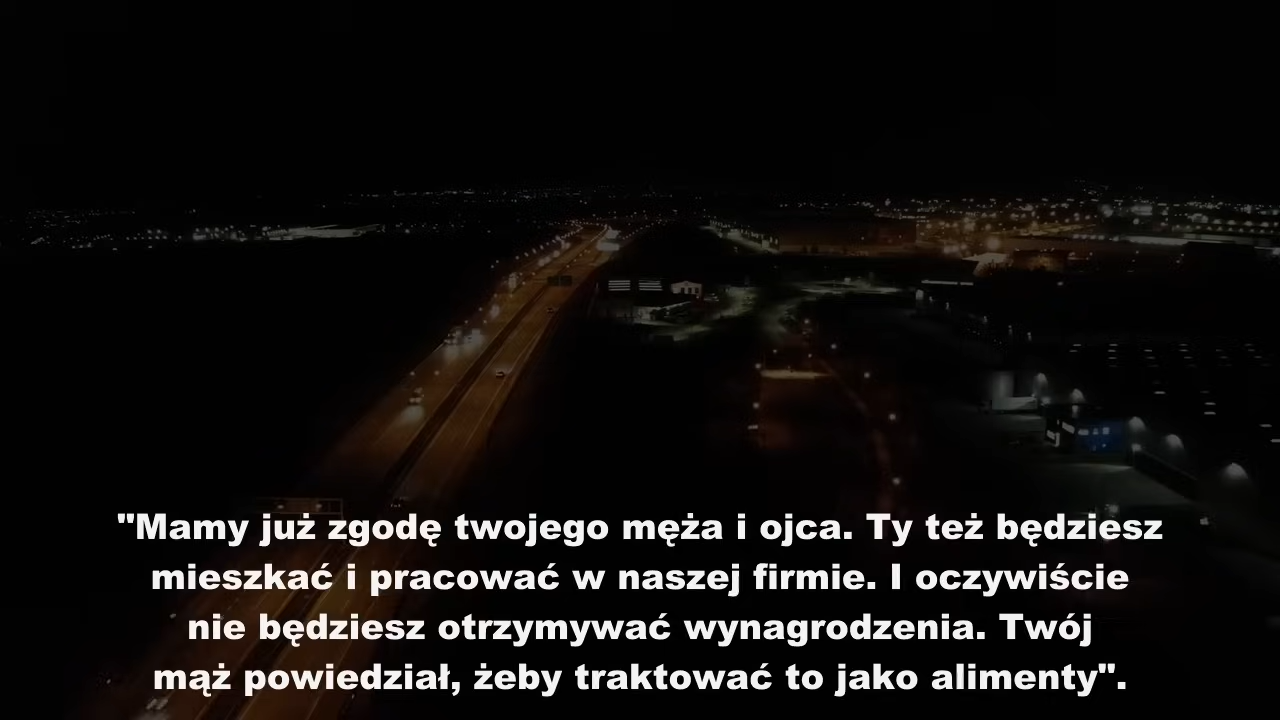 "Mamy już zgodę twojego męża i ojca. Ty też będziesz
mieszkać i pracować w naszej firmie. I oczywiście
nie będziesz otrzymywać wynagrodzenia. Twój
mąż powiedział, żeby traktować to jako alimenty".